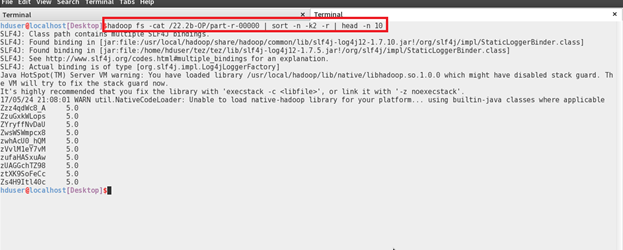 Edit View Search Terminal Tabs Help
Terminal × Terminal ×
hduser@localhost[Desktop]$hadoop fs -cat /22.2b-OP/part-r-00000 | sort -n -k2 -r | head -n 10
SLF4J: Class path contains multiple SLF4J bindings.
SLF4J: Found binding in [jar:file:/usr/local/hadoop/share/hadoop/common/lib/slf4j-log4j12-1.7.10.jar!/org/slf4j/impl/StaticLoggerBinder.class]
SLF4J: Found binding in [jar:file:/home/hduser/tez/tez/lib/slf4j-log4j12-1.7.5.jar!/org/slf4j/impl/StaticLoggerBinder.class]
SLF4J: See http://www.slf4j.org/codes.html#multiple_bindings for an explanation.
SLF4J: Actual binding is of type [org.slf4j.impl.Log4jLoggerFactory]
Java HotSpot(TM) Server VM warning: You have loaded library /usr/local/hadoop/lib/native/libhadoop.so.1.0.0 which might have disabled stack guard. Th
e VM will try to fix the stack guard now.
It's highly recommended that you fix the library with 'execstack -c <libfile>', or link it with '-z noexecstack'.
17/05/24 21:08:01 WARN util.NativeCodeLoader: Unable to load native-hadoop library for your platform... using builtin-java classes where applicable
Zzz4qdWc8_A 5.0
ZzuGxkWLops 5.0
ZYryffNvDaU 5.0
ZwsWSWmpcx8 5.0
zwhAcU0_hQM 5.0
zVvlM1eY7vM 5.0
zufaHASxuAw 5.0
zUAGGchTZ98 5.0
ztXK9SoFeCc 5.0
Zs4H9Itl40c 5.0
hduser@localhost[Desktop]$